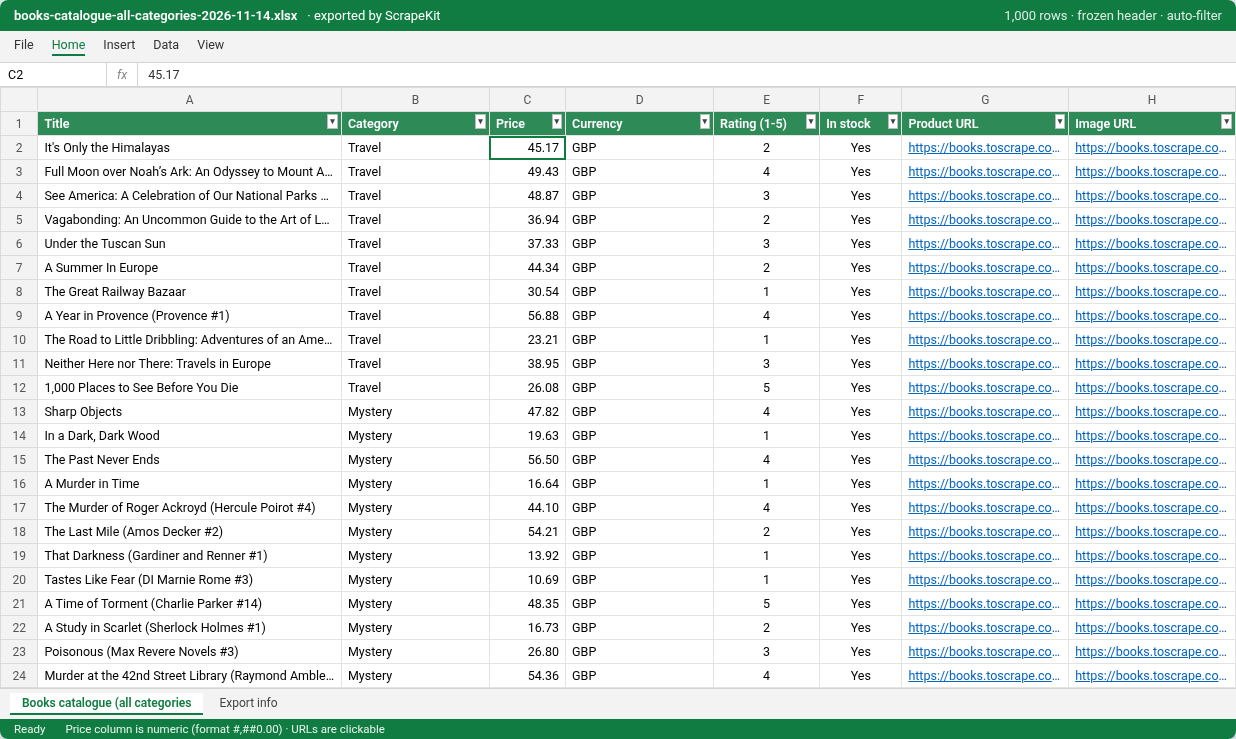 books-catalogue-all-categories-2026-11-14.xlsx · exported by ScrapeKit 1,000 rows · frozen header · auto-filter
File Home Insert Data View
C2 fx 45.17
A B C D E F G H
1 Title Category Price Currency Rating (1-5) In stock Product URL Image URL
2 It's Only the Himalayas Travel 45.17 GBP 2 Yes https://books.toscrape.co... https://books.toscrape.co...
3 Full Moon over Noah’s Ark: An Odyssey to Mount A... Travel 49.43 GBP 4 Yes https://books.toscrape.co... https://books.toscrape.co...
4 See America: A Celebration of Our National Parks ... Travel 48.87 GBP 3 Yes https://books.toscrape.co... https://books.toscrape.co...
5 Vagabonding: An Uncommon Guide to the Art of L... Travel 36.94 GBP 2 Yes https://books.toscrape.co... https://books.toscrape.co...
6 Under the Tuscan Sun Travel 37.33 GBP 3 Yes https://books.toscrape.co... https://books.toscrape.co...
7 A Summer In Europe Travel 44.34 GBP 2 Yes https://books.toscrape.co... https://books.toscrape.co...
8 The Great Railway Bazaar Travel 30.54 GBP 1 Yes https://books.toscrape.co... https://books.toscrape.co...
9 A Year in Provence (Provence #1) Travel 56.88 GBP 4 Yes https://books.toscrape.co... https://books.toscrape.co...
10 The Road to Little Dribbling: Adventures of an Ame... Travel 23.21 GBP 1 Yes https://books.toscrape.co... https://books.toscrape.co...
11 Neither Here nor There: Travels in Europe Travel 38.95 GBP 3 Yes https://books.toscrape.co... https://books.toscrape.co...
12 1,000 Places to See Before You Die Travel 26.08 GBP 5 Yes https://books.toscrape.co... https://books.toscrape.co...
13 Sharp Objects Mystery 47.82 GBP 4 Yes https://books.toscrape.co... https://books.toscrape.co...
14 In a Dark, Dark Wood Mystery 19.63 GBP 1 Yes https://books.toscrape.co... https://books.toscrape.co...
15 The Past Never Ends Mystery 56.50 GBP 4 Yes https://books.toscrape.co... https://books.toscrape.co...
16 A Murder in Time Mystery 16.64 GBP 1 Yes https://books.toscrape.co... https://books.toscrape.co...
17 The Murder of Roger Ackroyd (Hercule Poirot #4) Mystery 44.10 GBP 4 Yes https://books.toscrape.co... https://books.toscrape.co...
18 The Last Mile (Amos Decker #2) Mystery 54.21 GBP 2 Yes https://books.toscrape.co... https://books.toscrape.co...
19 That Darkness (Gardiner and Renner #1) Mystery 13.92 GBP 1 Yes https://books.toscrape.co... https://books.toscrape.co...
20 Tastes Like Fear (DI Marnie Rome #3) Mystery 10.69 GBP 1 Yes https://books.toscrape.co... https://books.toscrape.co...
21 A Time of Torment (Charlie Parker #14) Mystery 48.35 GBP 5 Yes https://books.toscrape.co... https://books.toscrape.co...
22 A Study in Scarlet (Sherlock Holmes #1) Mystery 16.73 GBP 2 Yes https://books.toscrape.co... https://books.toscrape.co...
23 Poisonous (Max Revere Novels #3) Mystery 26.80 GBP 3 Yes https://books.toscrape.co... https://books.toscrape.co...
24 Murder at the 42nd Street Library (Raymond Amble... Mystery 54.36 GBP 4 Yes https://books.toscrape.co... https://books.toscrape.co...
Books catalogue (all categories Export info
Ready Price column is numeric (format #,##0.00) · URLs are clickable